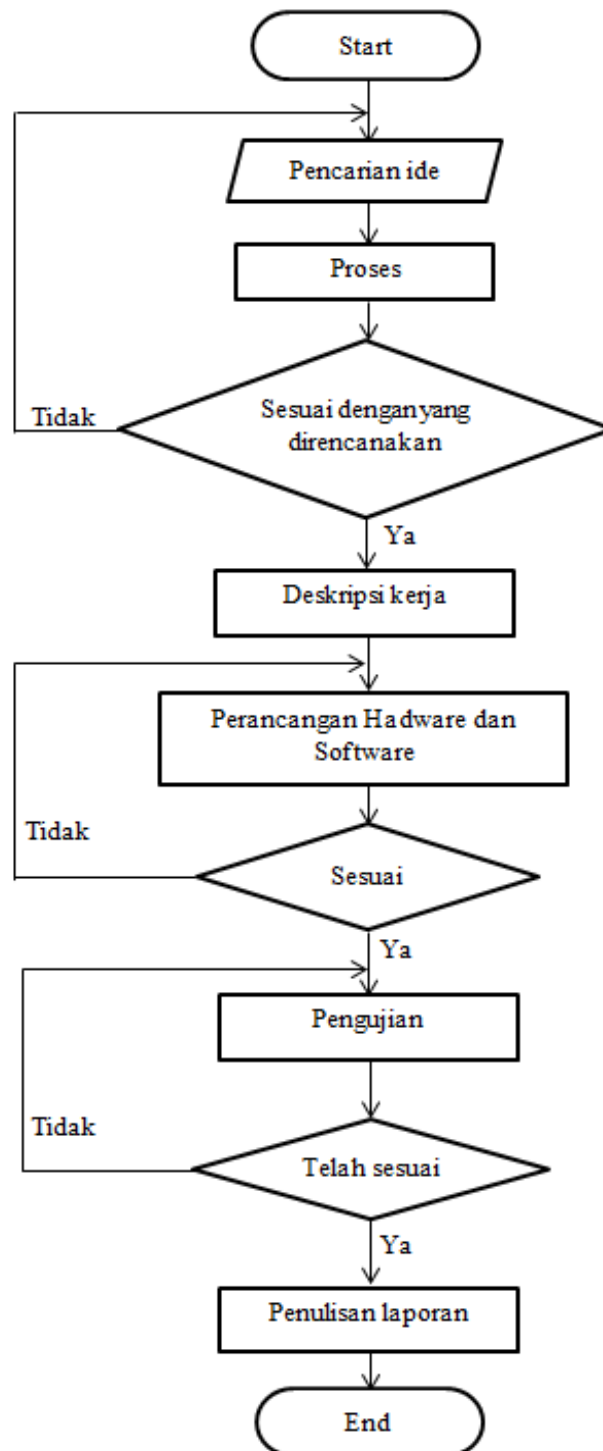 Start
Pencarian ide
Proses
Sesuai denganyang
direncanakan
Tidak
Ya
Deskripsi kerja
Perancangan Hadware dan
Software
Tidak
Sesuai
Ya
Pengujian
Tidak
Telah sesuai
Ya
Penulisan laporan
End